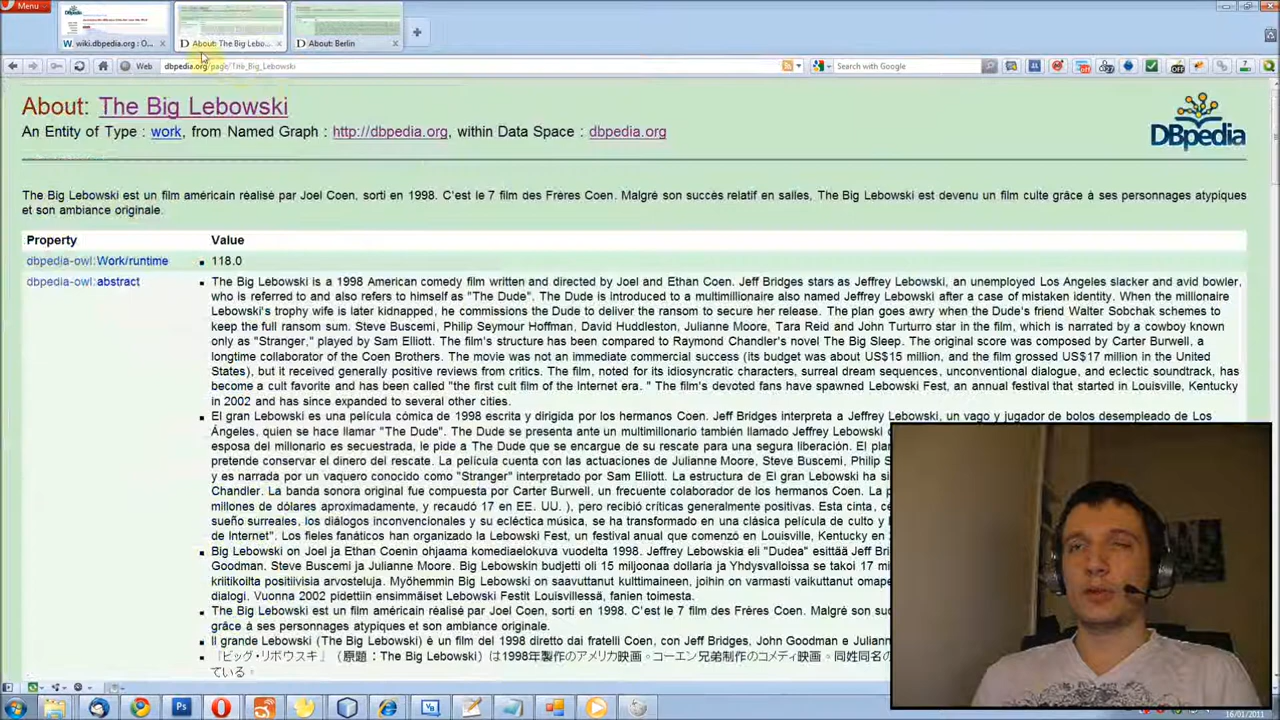 Menu
wiki.dbpedia.org : O...
About: The Big Lebo...
About: Berlin
Web
dbpedia.org/page/The_Big_Lebowski
Search with Google
About: The Big Lebowski
An Entity of Type : work, from Named Graph : http://dbpedia.org, within Data Space : dbpedia.org
DBpedia
The Big Lebowski est un film américain réalisé par Joel Coen, sorti en 1998. C'est le 7 film des Frères Coen. Malgré son succès relatif en salles, The Big Lebowski est devenu un film culte grâce à ses personnages atypiques
et son ambiance originale.
Property Value
dbpedia-owl:Work/runtime 118.0
dbpedia-owl:abstract The Big Lebowski is a 1998 American comedy film written and directed by Joel and Ethan Coen. Jeff Bridges stars as Jeffrey Lebowski, an unemployed Los Angeles slacker and avid bowler,
who is referred to and also refers to himself as "The Dude". The Dude is introduced to a multimillionaire also named Jeffrey Lebowski after a case of mistaken identity. When the millionaire
Lebowski's trophy wife is later kidnapped, he commissions the Dude to deliver the ransom to secure her release. The plan goes awry when the Dude's friend Walter Sobchak schemes to
keep the full ransom sum. Steve Buscemi, Philip Seymour Hoffman, David Huddleston, Julianne Moore, Tara Reid and John Turturro star in the film, which is narrated by a cowboy known
only as "Stranger," played by Sam Elliott. The film's structure has been compared to Raymond Chandler's novel The Big Sleep. The original score was composed by Carter Burwell, a
longtime collaborator of the Coen Brothers. The movie was not an immediate commercial success (its budget was about US$15 million, and the film grossed US$17 million in the United
States), but it received generally positive reviews from critics. The film, noted for its idiosyncratic characters, surreal dream sequences, unconventional dialogue, and eclectic soundtrack, has
become a cult favorite and has been called "the first cult film of the Internet era. " The film's devoted fans have spawned Lebowski Fest, an annual festival that started in Louisville, Kentucky
in 2002 and has since expanded to several other cities.
El gran Lebowski es una película cómica de 1998 escrita y dirigida por los hermanos Coen. Jeff Bridges interpreta a Jeffrey Lebowski, un vago y jugador de bolos desempleado de Los
Ángeles, quien se hace llamar "The Dude". The Dude se presenta ante un multimillonario también llamado Jeffrey Lebowski
esposa del millonario es secuestrada, le pide a The Dude que se encargue de su rescate para una segura liberación. El plan
pretende conservar el dinero del rescate. La película cuenta con las actuaciones de Julianne Moore, Steve Buscemi, Philip
y es narrada por un vaquero conocido como "Stranger" interpretado por Sam Elliott. La estructura de El gran Lebowski ha si
Chandler. La banda sonora original fue compuesta por Carter Burwell, un frecuente colaborador de los hermanos Coen. La p
millones de dólares aproximadamente, y recaudó 17 en EE. UU. ), pero recibió críticas generalmente positivas. Esta cinta, ce
sueño surreales, los diálogos inconvencionales y su ecléctica música, se ha transformado en una clásica película de culto y
de Internet". Los fieles fanáticos han organizado la Lebowski Fest, un festival anual que comenzó en Louisville, Kentucky en
Big Lebowski on Joel ja Ethan Coenin ohjaama komediaelokuva vuodelta 1998. Jeffrey Lebowskia eli "Dudea" esittää Jeff Bri
Goodman. Steve Buscemi ja Julianne Moore. Big Lebowskin budjetti oli 15 miljoonaa dollaria ja Yhdysvalloissa se takoi 17 m
kriitikoilta positiivisia arvosteluja. Myöhemmin Big Lebowski on saavuttanut kulttimaineen, joihin on varmasti vaikuttanut omape
dialogi. Vuonna 2002 pidettiin ensimmäiset Lebowski Festit Louisvillessä, fanien toimesta.
The Big Lebowski est un film américain réalisé par Joel Coen, sorti en 1998. C'est le 7 film des Frères Coen. Malgré son suc
grâce à ses personnages atypiques et son ambiance originale.
Il grande Lebowski (The Big Lebowski) è un film del 1998 diretto dai fratelli Coen, con Jeff Bridges, John Goodman e Julianne
『ビッグ・リボウスキ』（原題：The Big Lebowski）は1998年製作のアメリカ映画。コーエン兄弟制作のコメディ映画。同姓同名の
ている。
16/01/2011